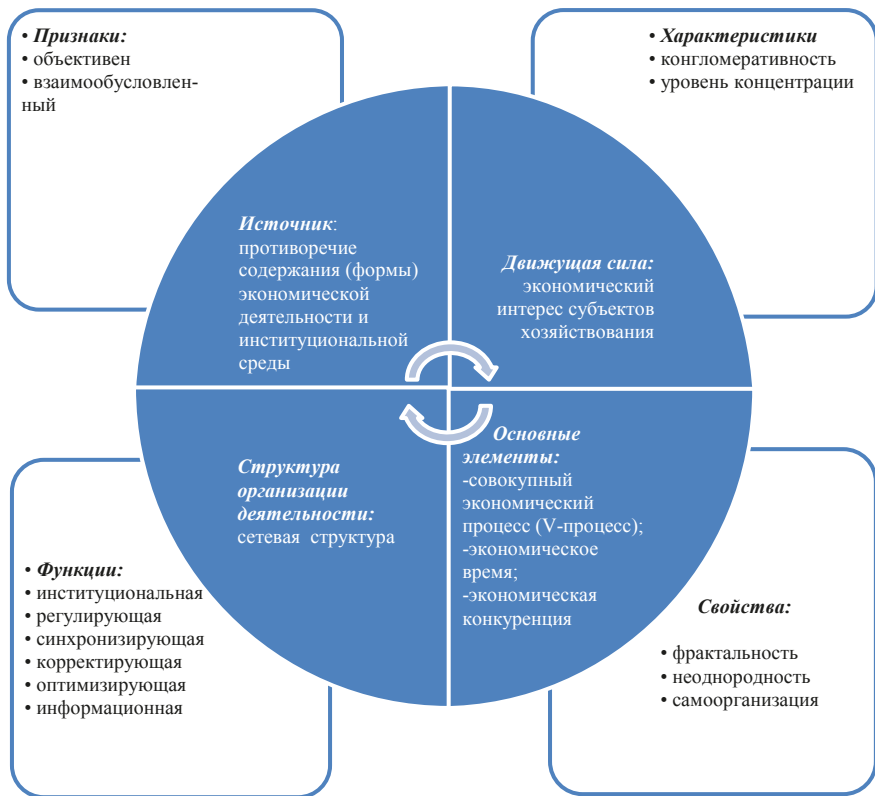 • Признаки:
• объективен
• взаимообусловлен-
ный
• Характеристики
• конгломеративность
• уровень концентрации
Источник:
противоречие
содержания (формы)
экономической
деятельности и
институциональной
среды
Движущая сила:
экономический
интерес субъектов
хозяйствования
Структура
организации
деятельности:
сетевая структура
Основные
элементы:
-совокупный
экономический
процесс (V-процесс);
-экономическое
время;
-экономическая
конкуренция
• Функции:
• институциональная
• регулирующая
• синхронизирующая
• корректирующая
• оптимизирующая
• информационная
Свойства:
• фрактальность
• неоднородность
• самоорганизация